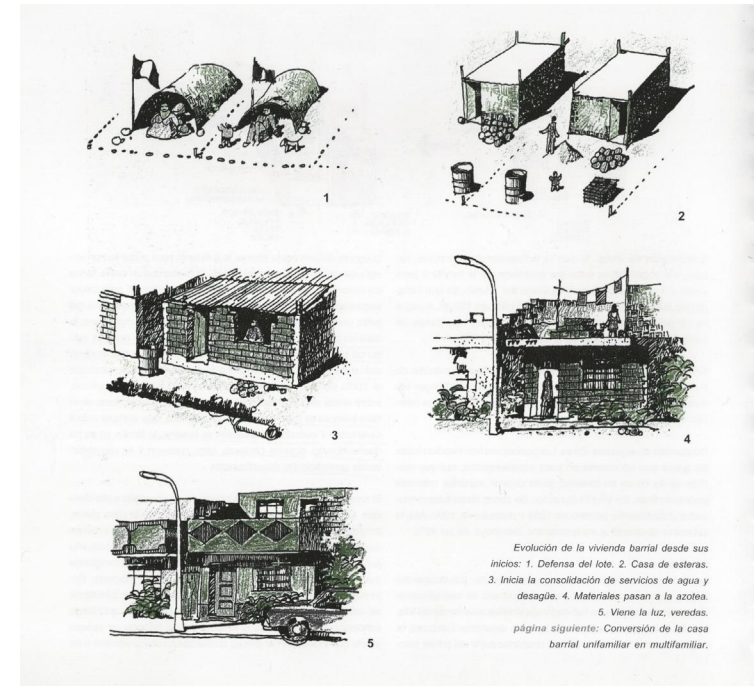 1
2
3
4
5
Evolución de la vivienda barrial desde sus
inicios: 1. Defensa del lote. 2. Casa de esteras.
3. Inicia la consolidación de servicios de agua y
desagüe. 4. Materiales pasan a la azotea.
5. Viene la luz, veredas.
página siguiente: Conversión de la casa
barrial unifamiliar en multifamiliar.